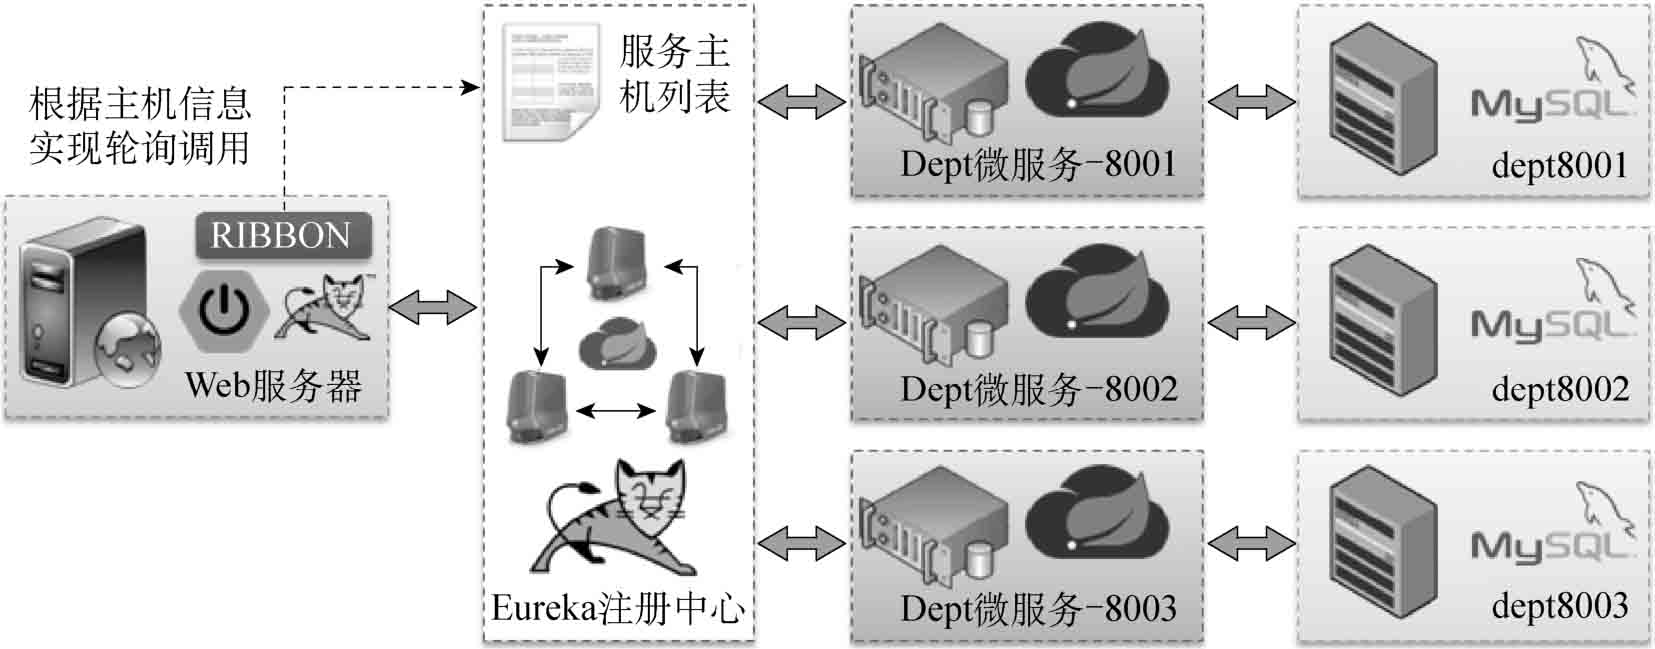 根据主机信息
实现轮询调用
RIBBON
Web服务器
服务主
机列表
Eureka注册中心
Dept微服务-8001
MySQL
dept8001
Dept微服务-8002
MySQL
dept8002
Dept微服务-8003
MySQL
dept8003